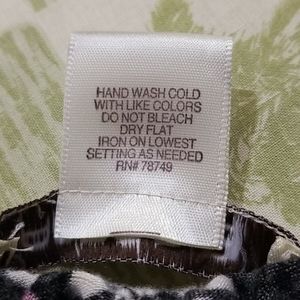 HAND WASH COLD
WITH LIKE COLORS
DO NOT BLEACH
DRY FLAT
IRON ON LOWEST
SETTING AS NEEDED
RN# 78749